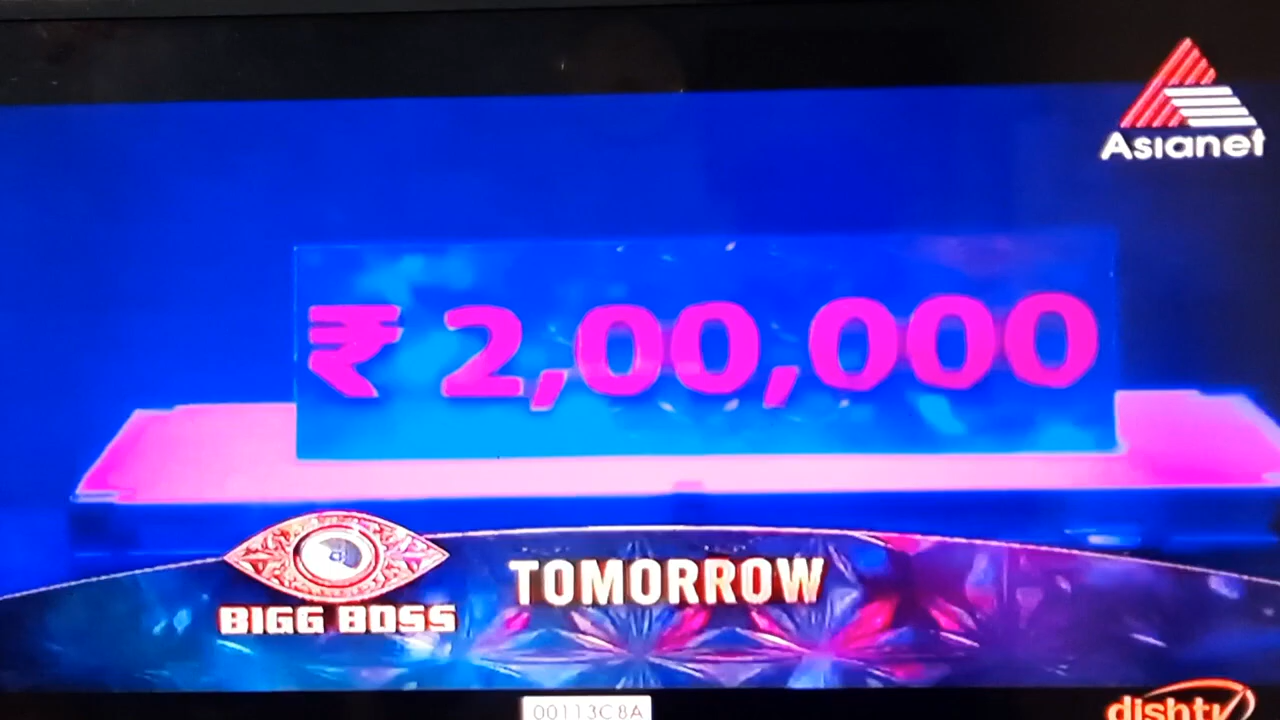 Asianet
₹ 2,00,000
BIGG BOSS
TOMORROW
00113C8A
dishtv